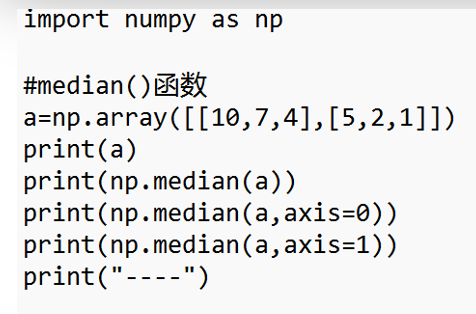 import numpy as np
#median()函数
a=np.array([[10,7,4],[5,2,1]])
print(a)
print(np.median(a))
print(np.median(a,axis=0))
print(np.median(a,axis=1))
print("----")